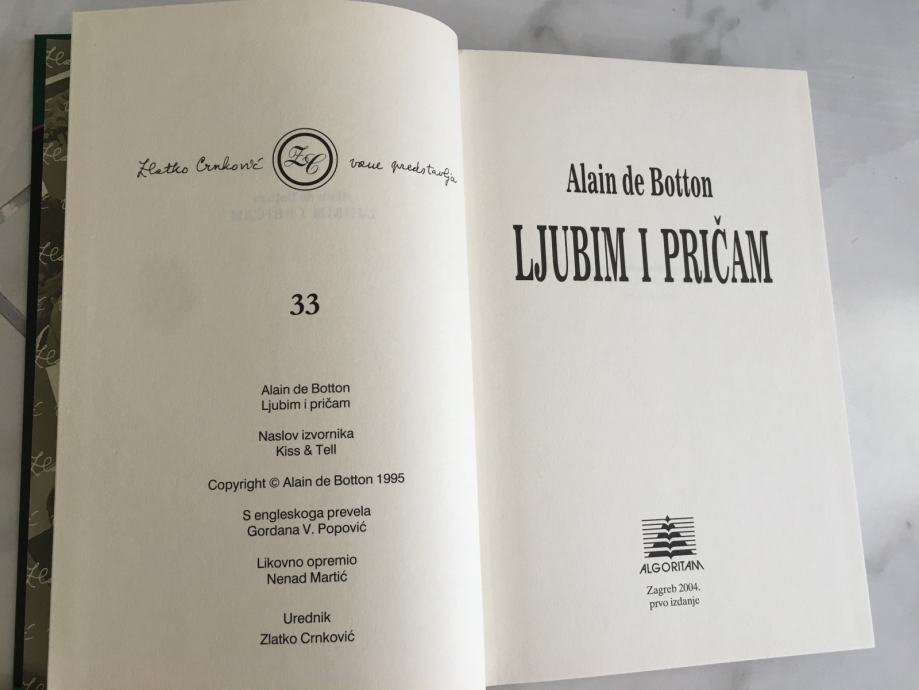 Zlatko Crnković ZC vam predstavlja
33
Alain de Botton
Ljubim i pričam
Naslov izvornika
Kiss & Tell
Copyright © Alain de Botton 1995
S engleskoga prevela
Gordana V. Popović
Likovno opremio
Nenad Martić
Urednik
Zlatko Crnković
Alain de Botton
LJUBIM I PRIČAM
ALGORITAM
Zagreb 2004.
prvo izdanje